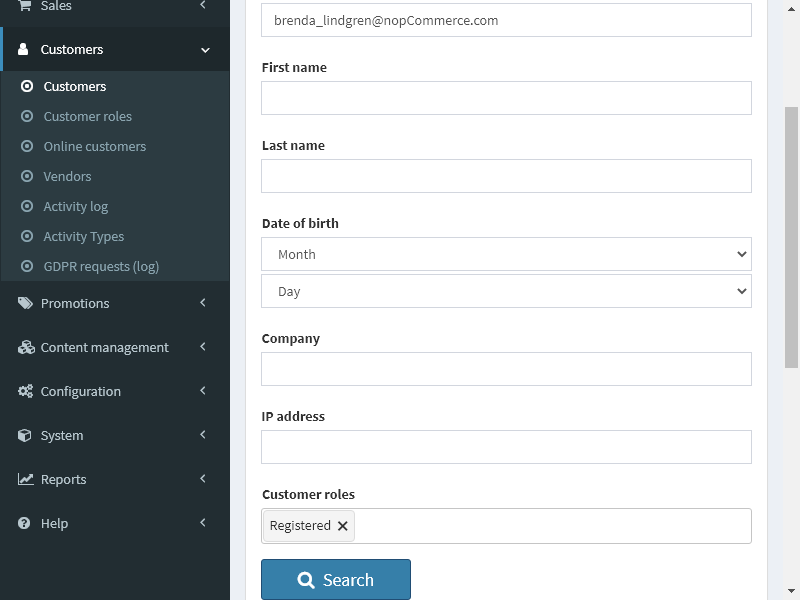 Sales
Customers
Customers
Customer roles
Online customers
Vendors
Activity log
Activity Types
GDPR requests (log)
Promotions
Content management
Configuration
System
Reports
Help
brenda_lindgren@nopCommerce.com
First name
Last name
Date of birth
Month
Day
Company
IP address
Customer roles
Registered
Search